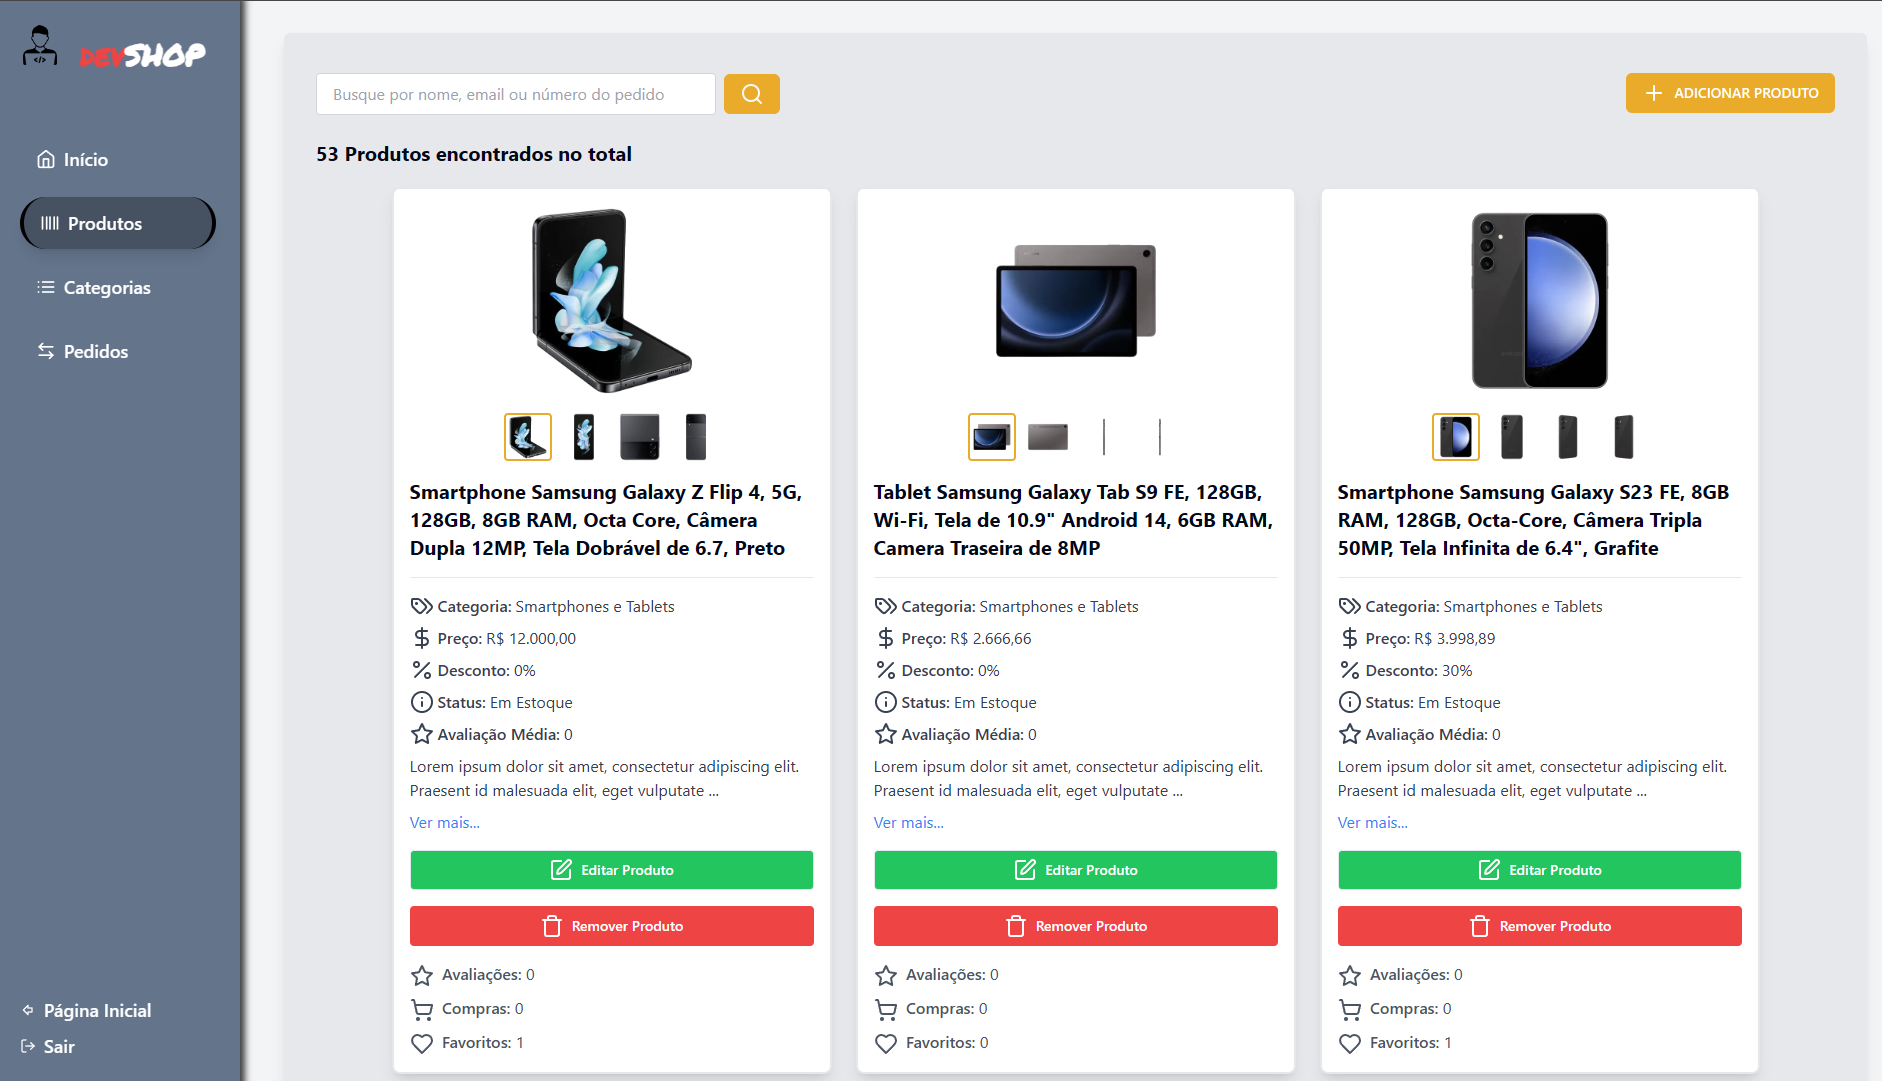 DEVSHOP
Início
Produtos
Categorias
Pedidos
Página Inicial
Sair
Busque por nome, email ou número do pedido
ADICIONAR PRODUTO
53 Produtos encontrados no total
Smartphone Samsung Galaxy Z Flip 4, 5G,
128GB, 8GB RAM, Octa Core, Câmera
Dupla 12MP, Tela Dobrável de 6.7, Preto
Categoria: Smartphones e Tablets
Preço: R$ 12.000,00
Desconto: 0%
Status: Em Estoque
Avaliação Média: 0
Lorem ipsum dolor sit amet, consectetur adipiscing elit.
Praesent id malesuada elit, eget vulputate ...
Ver mais...
Editar Produto
Remover Produto
Avaliações: 0
Compras: 0
Favoritos: 1
Tablet Samsung Galaxy Tab S9 FE, 128GB,
Wi-Fi, Tela de 10.9" Android 14, 6GB RAM,
Camera Traseira de 8MP
Categoria: Smartphones e Tablets
Preço: R$ 2.666,66
Desconto: 0%
Status: Em Estoque
Avaliação Média: 0
Lorem ipsum dolor sit amet, consectetur adipiscing elit.
Praesent id malesuada elit, eget vulputate ...
Ver mais...
Editar Produto
Remover Produto
Avaliações: 0
Compras: 0
Favoritos: 0
Smartphone Samsung Galaxy S23 FE, 8GB
RAM, 128GB, Octa-Core, Câmera Tripla
50MP, Tela Infinita de 6.4", Grafite
Categoria: Smartphones e Tablets
Preço: R$ 3.998,89
Desconto: 30%
Status: Em Estoque
Avaliação Média: 0
Lorem ipsum dolor sit amet, consectetur adipiscing elit.
Praesent id malesuada elit, eget vulputate ...
Ver mais...
Editar Produto
Remover Produto
Avaliações: 0
Compras: 0
Favoritos: 1